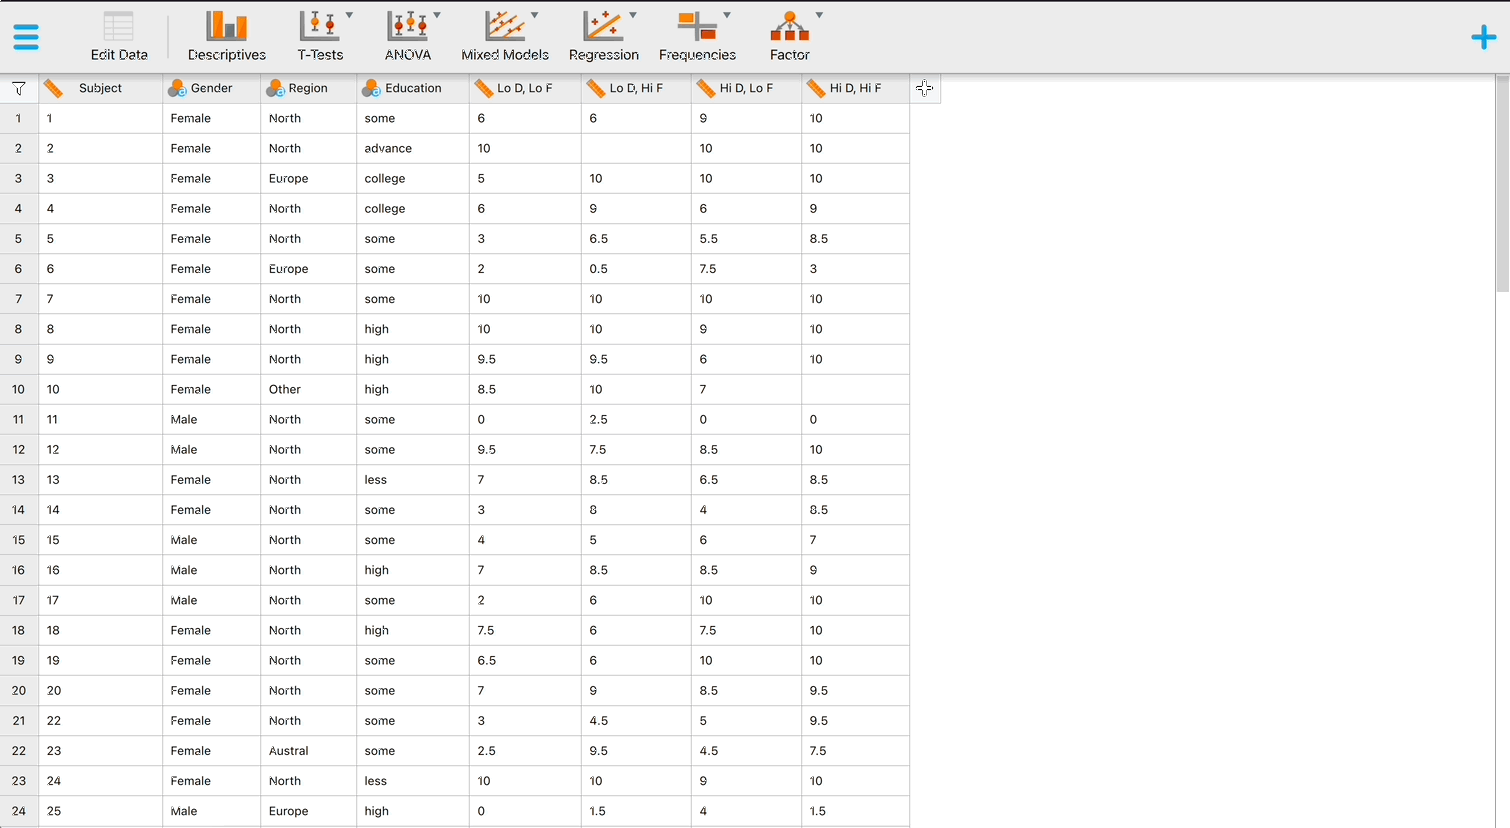 Edit Data Descriptives T-Tests ANOVA Mixed Models Regression Frequencies Factor
Subject Gender Region Education Lo D, Lo F Lo D, Hi F Hi D, Lo F Hi D, Hi F
1 1 Female North some 6 6 9 10
2 2 Female North advance 10 10 10
3 3 Female Europe college 5 10 10 10
4 4 Female North college 6 9 6 9
5 5 Female North some 3 6.5 5.5 8.5
6 6 Female Europe some 2 0.5 7.5 3
7 7 Female North some 10 10 10 10
8 8 Female North high 10 10 9 10
9 9 Female North high 9.5 9.5 6 10
10 10 Female Other high 8.5 10 7
11 11 Male North some 0 2.5 0 0
12 12 Male North some 9.5 7.5 8.5 10
13 13 Female North less 7 8.5 6.5 8.5
14 14 Female North some 3 8 4 8.5
15 15 Male North some 4 5 6 7
16 16 Male North high 7 8.5 8.5 9
17 17 Male North some 2 6 10 10
18 18 Female North high 7.5 6 7.5 10
19 19 Female North some 6.5 6 10 10
20 20 Female North some 7 9 8.5 9.5
21 22 Female North some 3 4.5 5 9.5
22 23 Female Austral some 2.5 9.5 4.5 7.5
23 24 Female North less 10 10 9 10
24 25 Male Europe high 0 1.5 4 1.5